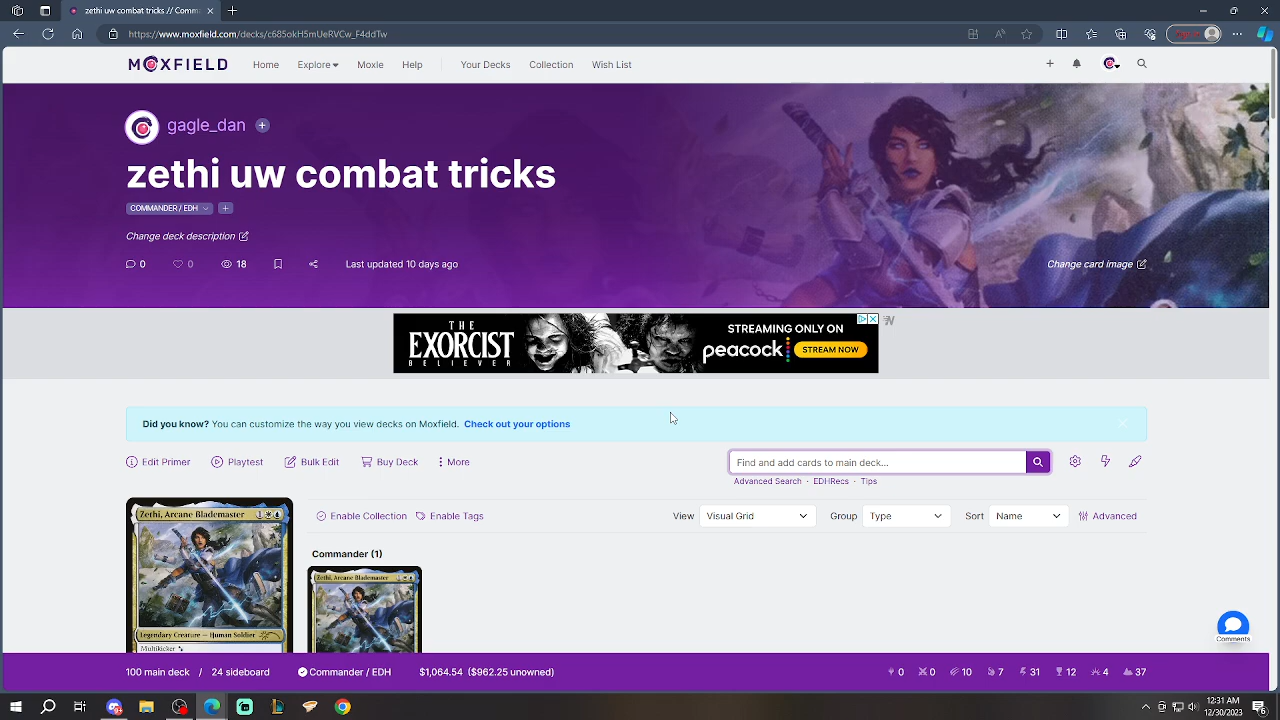 zethi uw combat tricks // Comma
https://www.moxfield.com/decks/c685okH5mUeRVCw_F4ddTw
MOXFIELD Home Explore Moxie Help Your Decks Collection Wish List
gagle_dan
zethi uw combat tricks
COMMANDER / EDH
Change deck description
0 0 18 Last updated 10 days ago Change card image
THE EXORCIST BELIEVER STREAMING ONLY ON peacock STREAM NOW
Did you know? You can customize the way you view decks on Moxfield. Check out your options
Edit Primer Playtest Bulk Edit Buy Deck More Find and add cards to main deck...
Advanced Search · EDHRecs · Tips
Zethi, Arcane Blademaster
Enable Collection Enable Tags View Visual Grid Group Type Sort Name Advanced
Commander (1)
Zethi, Arcane Blademaster
Legendary Creature — Human Soldier
Multikicker
Comments
100 main deck / 24 sideboard Commander / EDH $1,064.54 ($962.25 unowned) 0 0 10 7 31 12 4 37
12:31 AM
12/30/2023